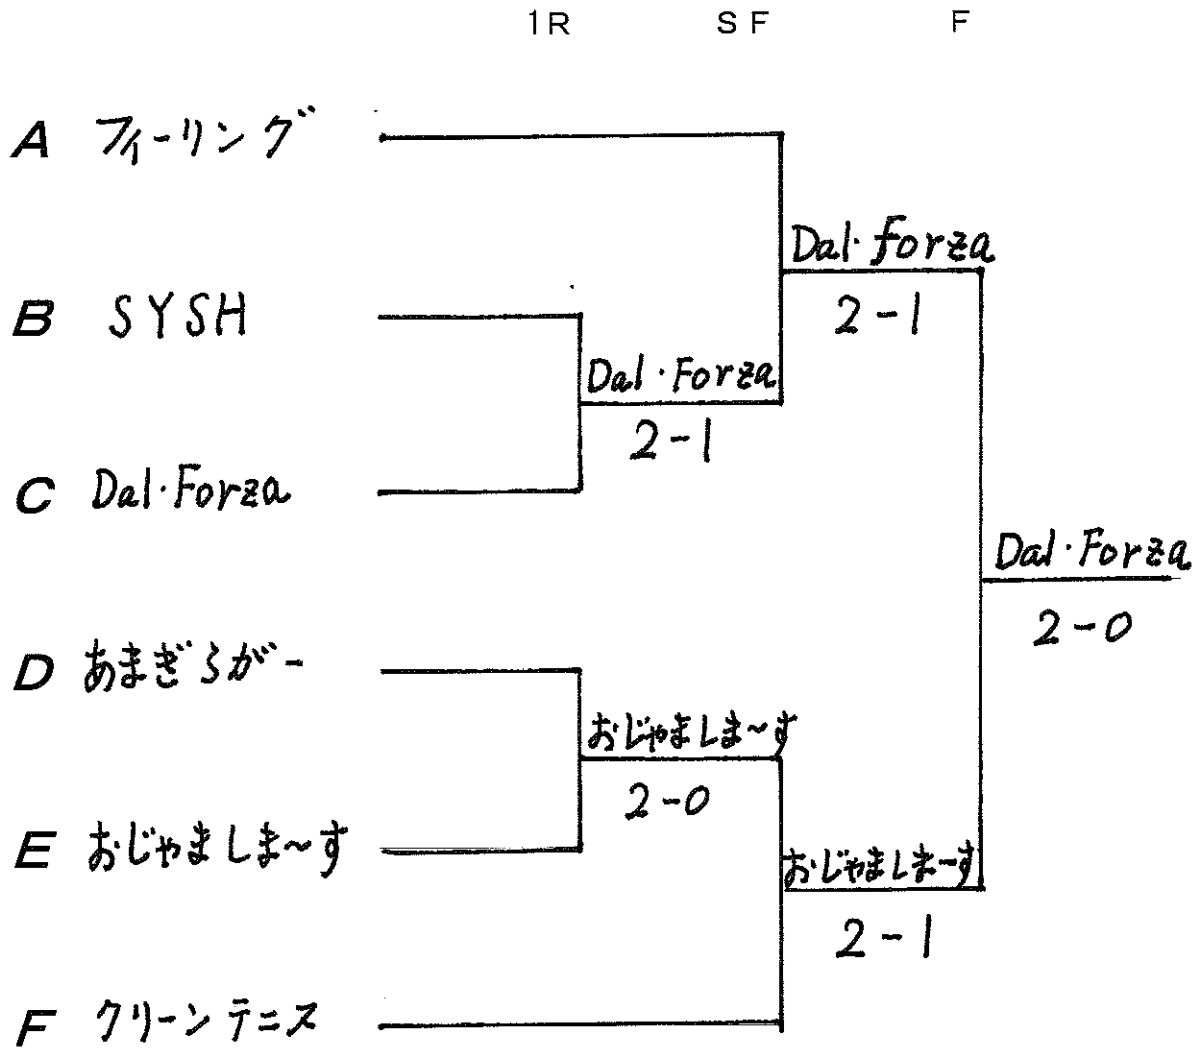 1R SF F
A フィーリング
Dal・forza
2-1
B SYSH
Dal・Forza
2-1
C Dal・Forza
Dal・Forza
2-0
D あまぎろがー
おじゃましま〜す
2-0
E おじゃましま〜す
おじゃましまーす
2-1
F クリーンテニス